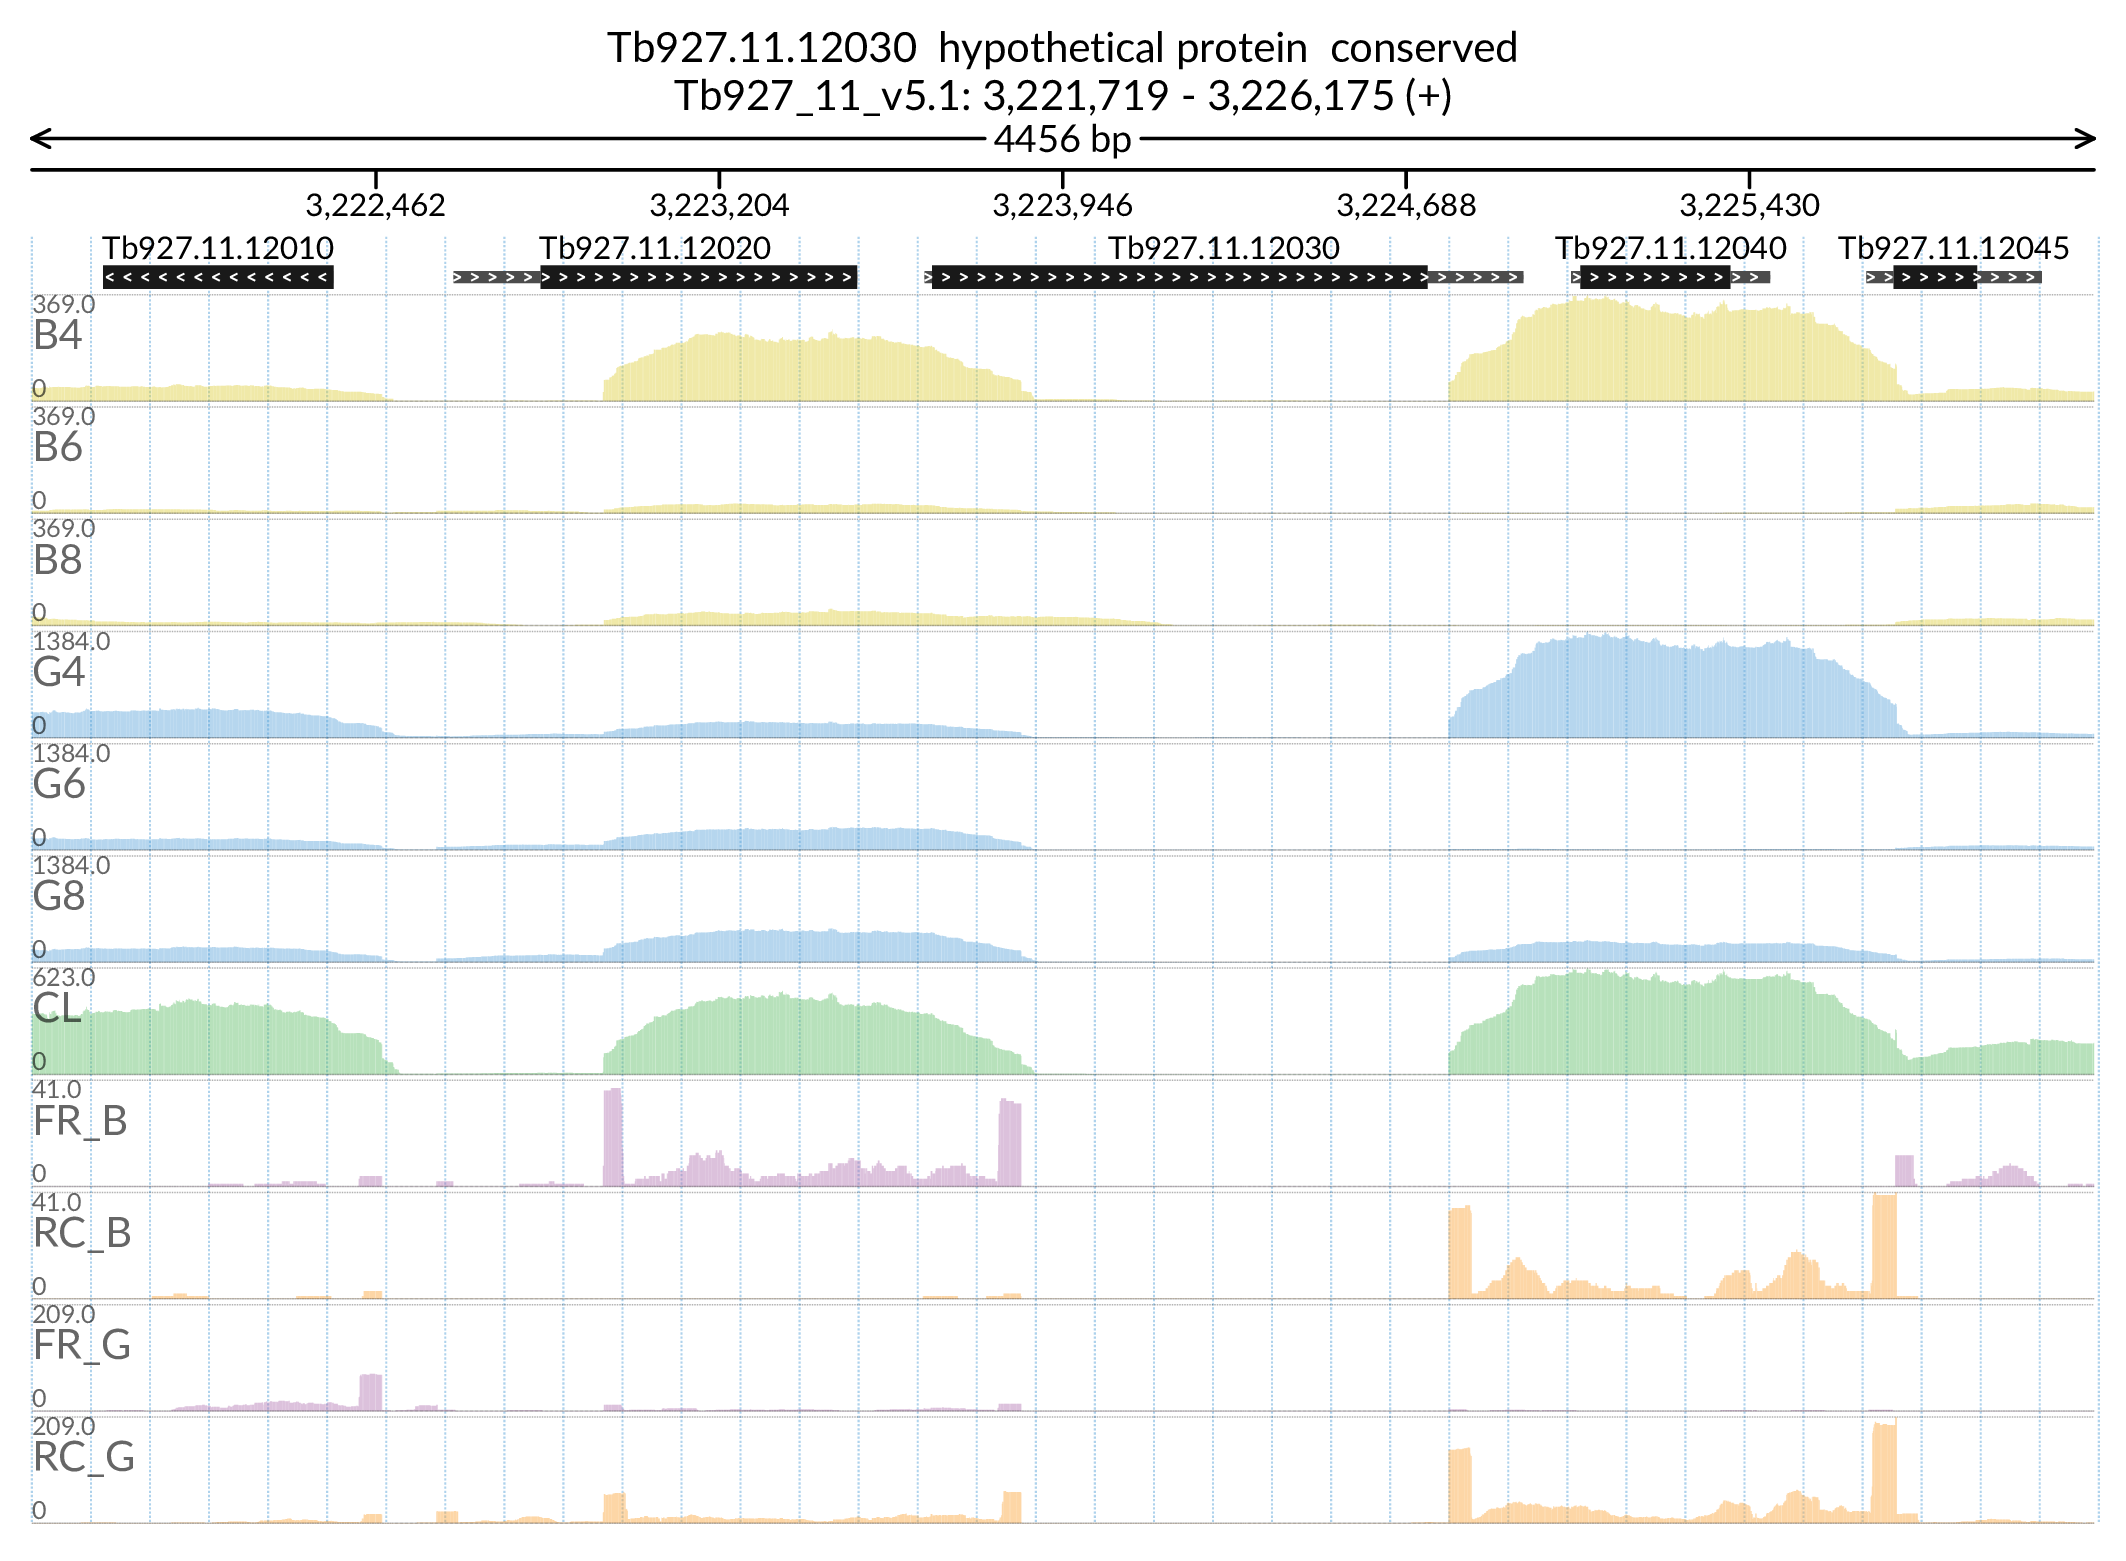 Tb927.11.12030 hypothetical protein conserved
Tb927_11_v5.1: 3,221,719 - 3,226,175 (+)
4456 bp
3,222,462 3,223,204 3,223,946 3,224,688 3,225,430
Tb927.11.12010 Tb927.11.12020 Tb927.11.12030 Tb927.11.12040 Tb927.11.12045
369.0
B4
0
369.0
B6
0
369.0
B8
0
1384.0
G4
0
1384.0
G6
0
1384.0
G8
0
623.0
CL
0
41.0
FR_B
0
41.0
RC_B
0
209.0
FR_G
0
209.0
RC_G
0